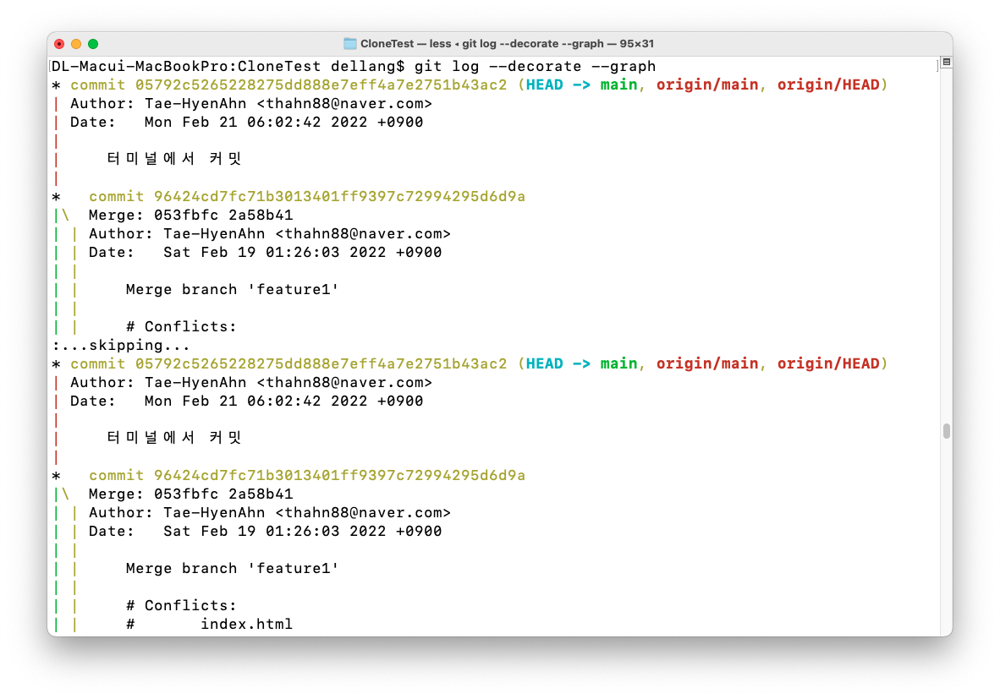 CloneTest — less ◂ git log --decorate --graph — 95×31
[DL-Macui-MacBookPro:CloneTest dellang$ git log --decorate --graph ]
* commit 05792c5265228275dd888e7eff4a7e2751b43ac2 (HEAD -> main, origin/main, origin/HEAD)
| Author: Tae-HyenAhn <thahn88@naver.com>
| Date:   Mon Feb 21 06:02:42 2022 +0900
|
|     터미널에서 커밋
|
*   commit 96424cd7fc71b3013401ff9397c72994295d6d9a
|\  Merge: 053fbfc 2a58b41
| | Author: Tae-HyenAhn <thahn88@naver.com>
| | Date:   Sat Feb 19 01:26:03 2022 +0900
| |
| |     Merge branch 'feature1'
| |
| |     # Conflicts:
:...skipping...
* commit 05792c5265228275dd888e7eff4a7e2751b43ac2 (HEAD -> main, origin/main, origin/HEAD)
| Author: Tae-HyenAhn <thahn88@naver.com>
| Date:   Mon Feb 21 06:02:42 2022 +0900
|
|     터미널에서 커밋
|
*   commit 96424cd7fc71b3013401ff9397c72994295d6d9a
|\  Merge: 053fbfc 2a58b41
| | Author: Tae-HyenAhn <thahn88@naver.com>
| | Date:   Sat Feb 19 01:26:03 2022 +0900
| |
| |     Merge branch 'feature1'
| |
| |     # Conflicts:
| |     #       index.html